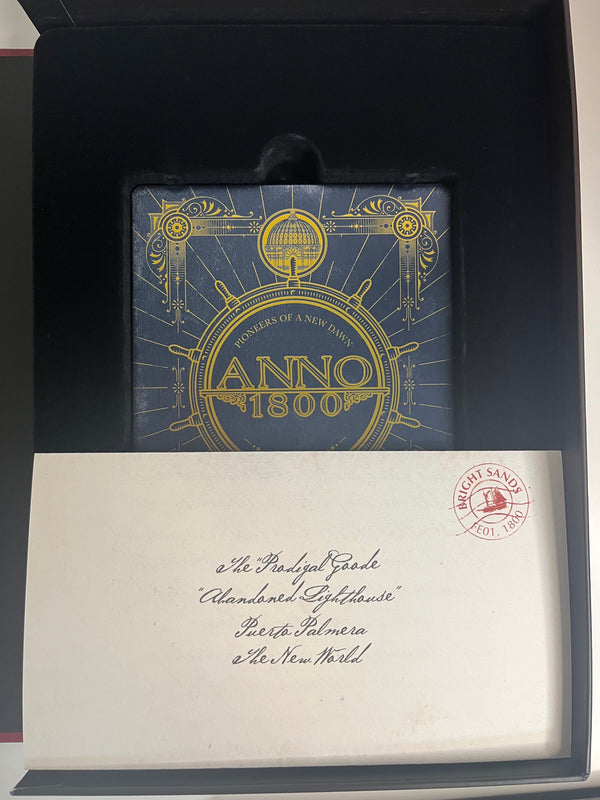 PIONEERS OF A NEW DAWN
ANNO
1800
BRIGHT SANDS
FE01, 1800
The "Prodigal" Goode
"Abandoned Lighthouse"
Puerto Palmera
The New World